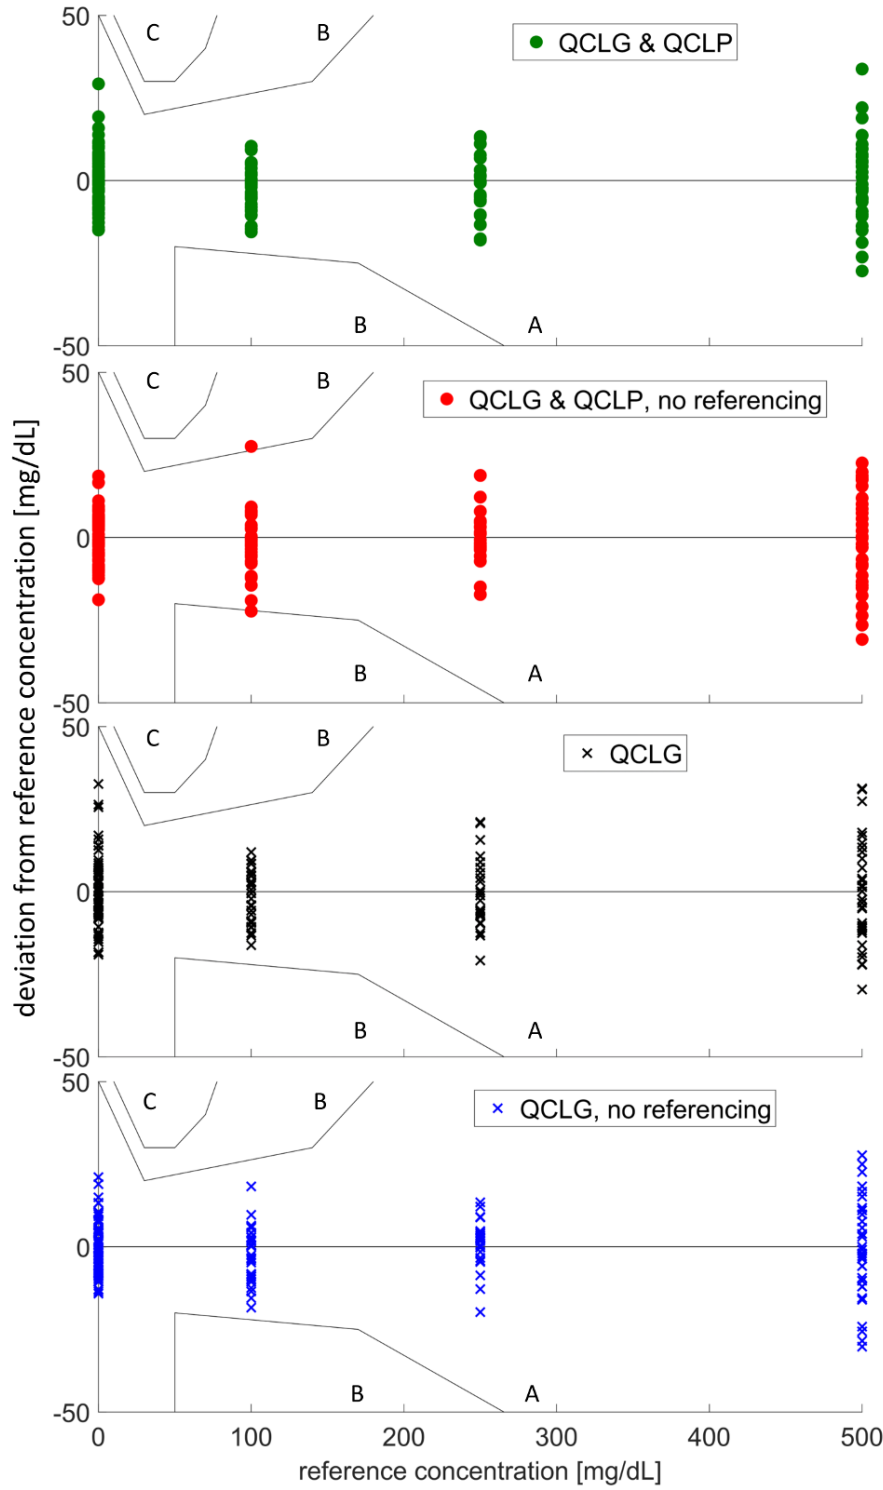 50
C
B
QCLG & QCLP
0
B
A
-50
50
C
B
QCLG & QCLP, no referencing
0
B
A
-50
deviation from reference concentration [mg/dL]
50
C
B
QCLG
0
B
A
-50
50
C
B
QCLG, no referencing
0
B
A
-50
0 100 200 300 400 500
reference concentration [mg/dL]